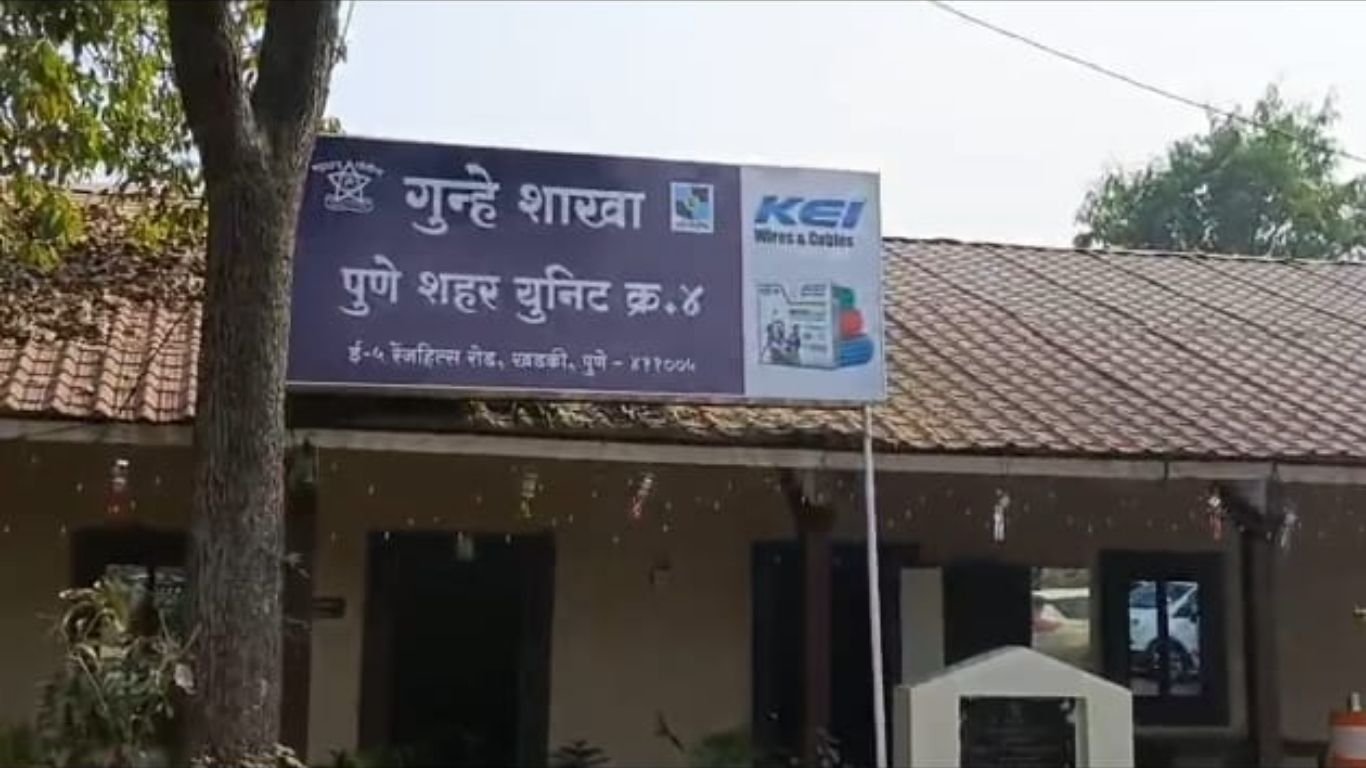 गुन्हे शाखा
पुणे शहर युनिट क्र.४
ई-५ रेंजहिल्स रोड, खडकी, पुणे - ४११००५
KEI
Wires & Cables